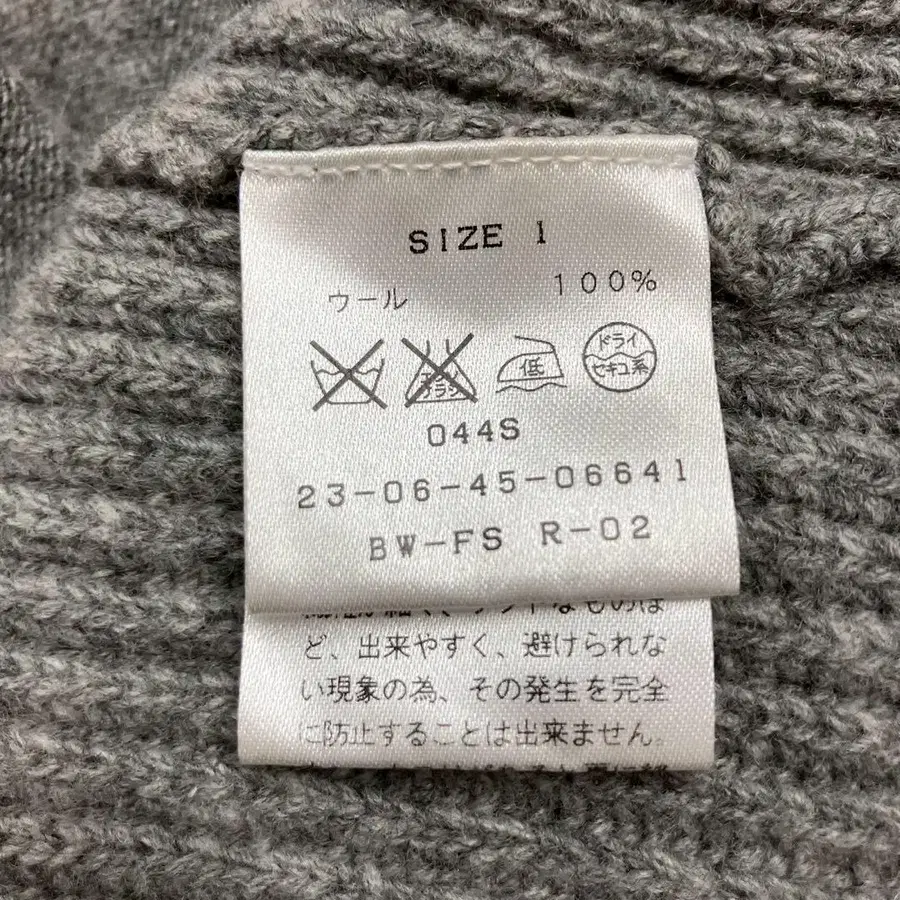 SIZE 1
ウール 100%
低 ドライ
セキユ系
044S
23-06-45-06641
BW-FS R-02
ど、出来やすく、避けられな
い現象の為、その発生を完全
に防止することは出来ません。